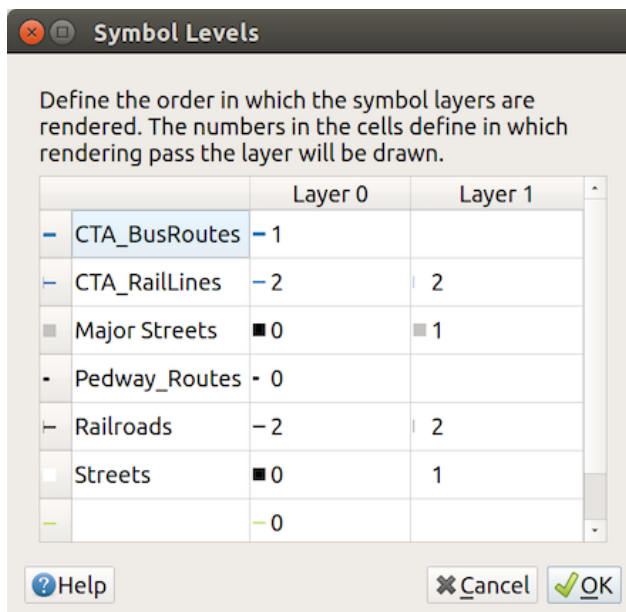 Symbol Levels
Define the order in which the symbol layers are
rendered. The numbers in the cells define in which
rendering pass the layer will be drawn.
Layer 0 Layer 1
CTA_BusRoutes 1
CTA_RailLines 2 2
Major Streets 0 1
Pedway_Routes 0
Railroads 2 2
Streets 0 1
0
Help Cancel OK